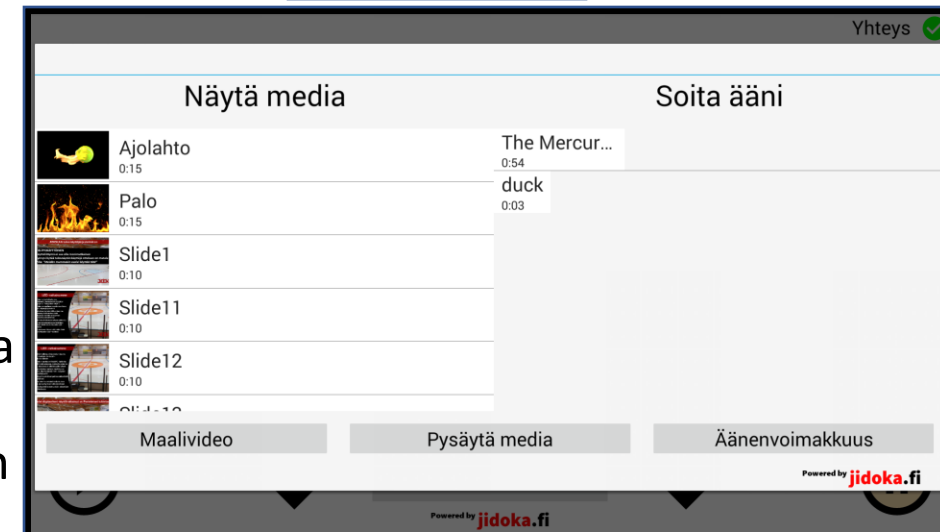 Yhteys
Näytä media
Soita ääni
Ajolahto
0:15
Palo
0:15
Slide1
0:10
Slide11
0:10
Slide12
0:10
The Mercur...
0:54
duck
0:03
a
n
Maalivideo
Pysäytä media
Äänenvoimakkuus
Powered by jidoka.fi
Powered by jidoka.fi